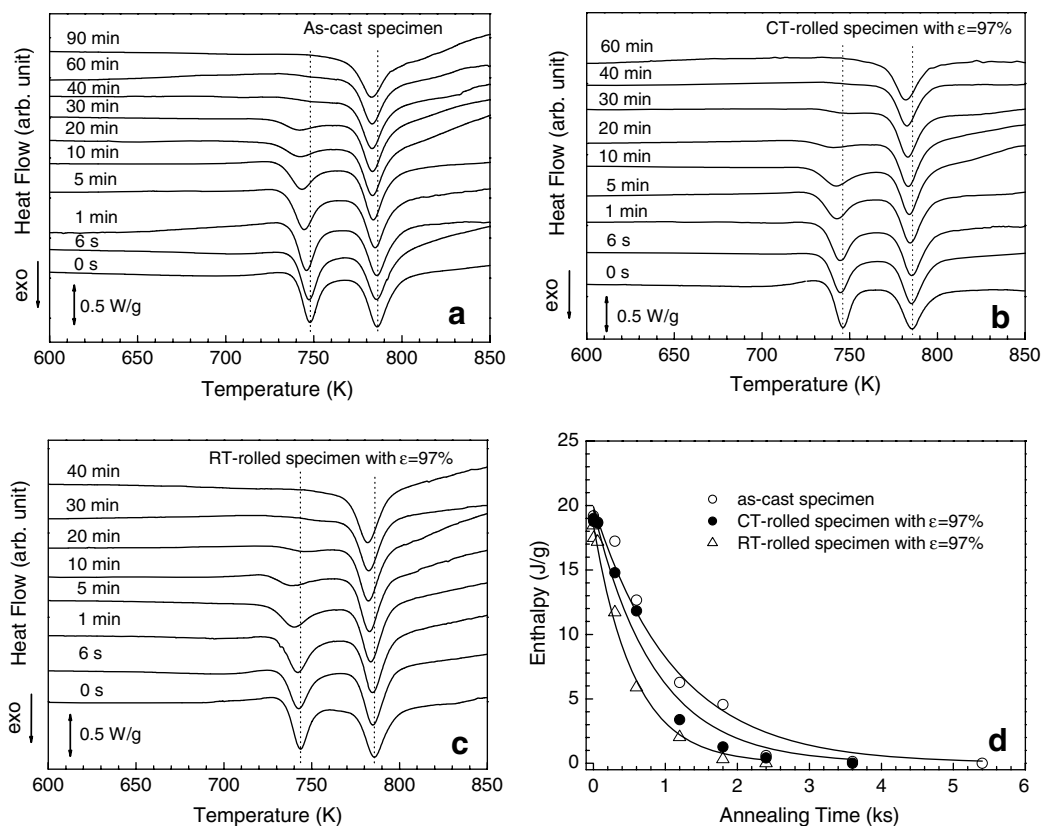 As-cast specimen
90 min
60 min
40 min
30 min
20 min
10 min
5 min
1 min
6 s
0 s
Heat Flow (arb. unit)
exo
0.5 W/g
a
600 650 700 750 800 850
Temperature (K)
CT-rolled specimen with ε=97%
60 min
40 min
30 min
20 min
10 min
5 min
1 min
6 s
0 s
Heat Flow (arb. unit)
exo
0.5 W/g
b
600 650 700 750 800 850
Temperature (K)
RT-rolled specimen with ε=97%
40 min
30 min
20 min
10 min
5 min
1 min
6 s
0 s
Heat Flow (arb. unit)
exo
0.5 W/g
c
600 650 700 750 800 850
Temperature (K)
25
20
15
10
5
0
Enthalpy (J/g)
as-cast specimen
CT-rolled specimen with ε=97%
RT-rolled specimen with ε=97%
d
0 1 2 3 4 5 6
Annealing Time (ks)